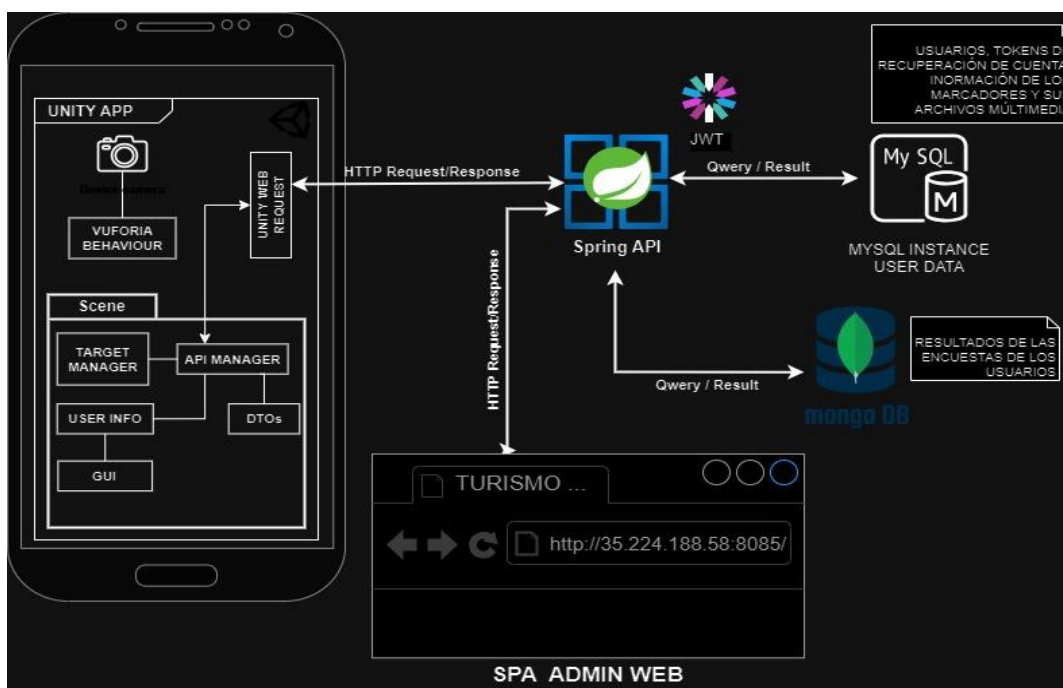 UNITY APP
Device camera
VUFORIA
BEHAVIOUR
UNITY WEB
REQUEST
Scene
TARGET
MANAGER
API MANAGER
USER INFO
DTOs
GUI
HTTP Request/Response
JWT
Spring API
Qwery / Result
USUARIOS, TOKENS D
RECUPERACIÓN DE CUENTA
INORMACIÓN DE LO
MARCADORES Y SU
ARCHIVOS MÚLTIMEDI
My SQL
M
MYSQL INSTANCE
USER DATA
HTTP Request/Response
Qwery / Result
mongo DB
RESULTADOS DE LAS
ENCUESTAS DE LOS
USUARIOS
TURISMO ...
http://35.224.188.58:8085/
SPA ADMIN WEB